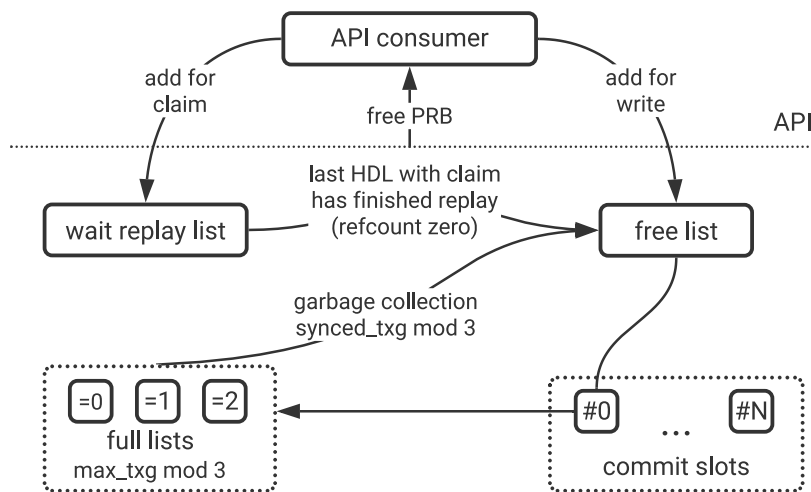 API consumer
add for
claim
free PRB
add for
write
API
last HDL with claim
has finished replay
(refcount zero)
wait replay list
free list
garbage collection
synced_txg mod 3
=0 =1 =2
full lists
max_txg mod 3
#0 ... #N
commit slots